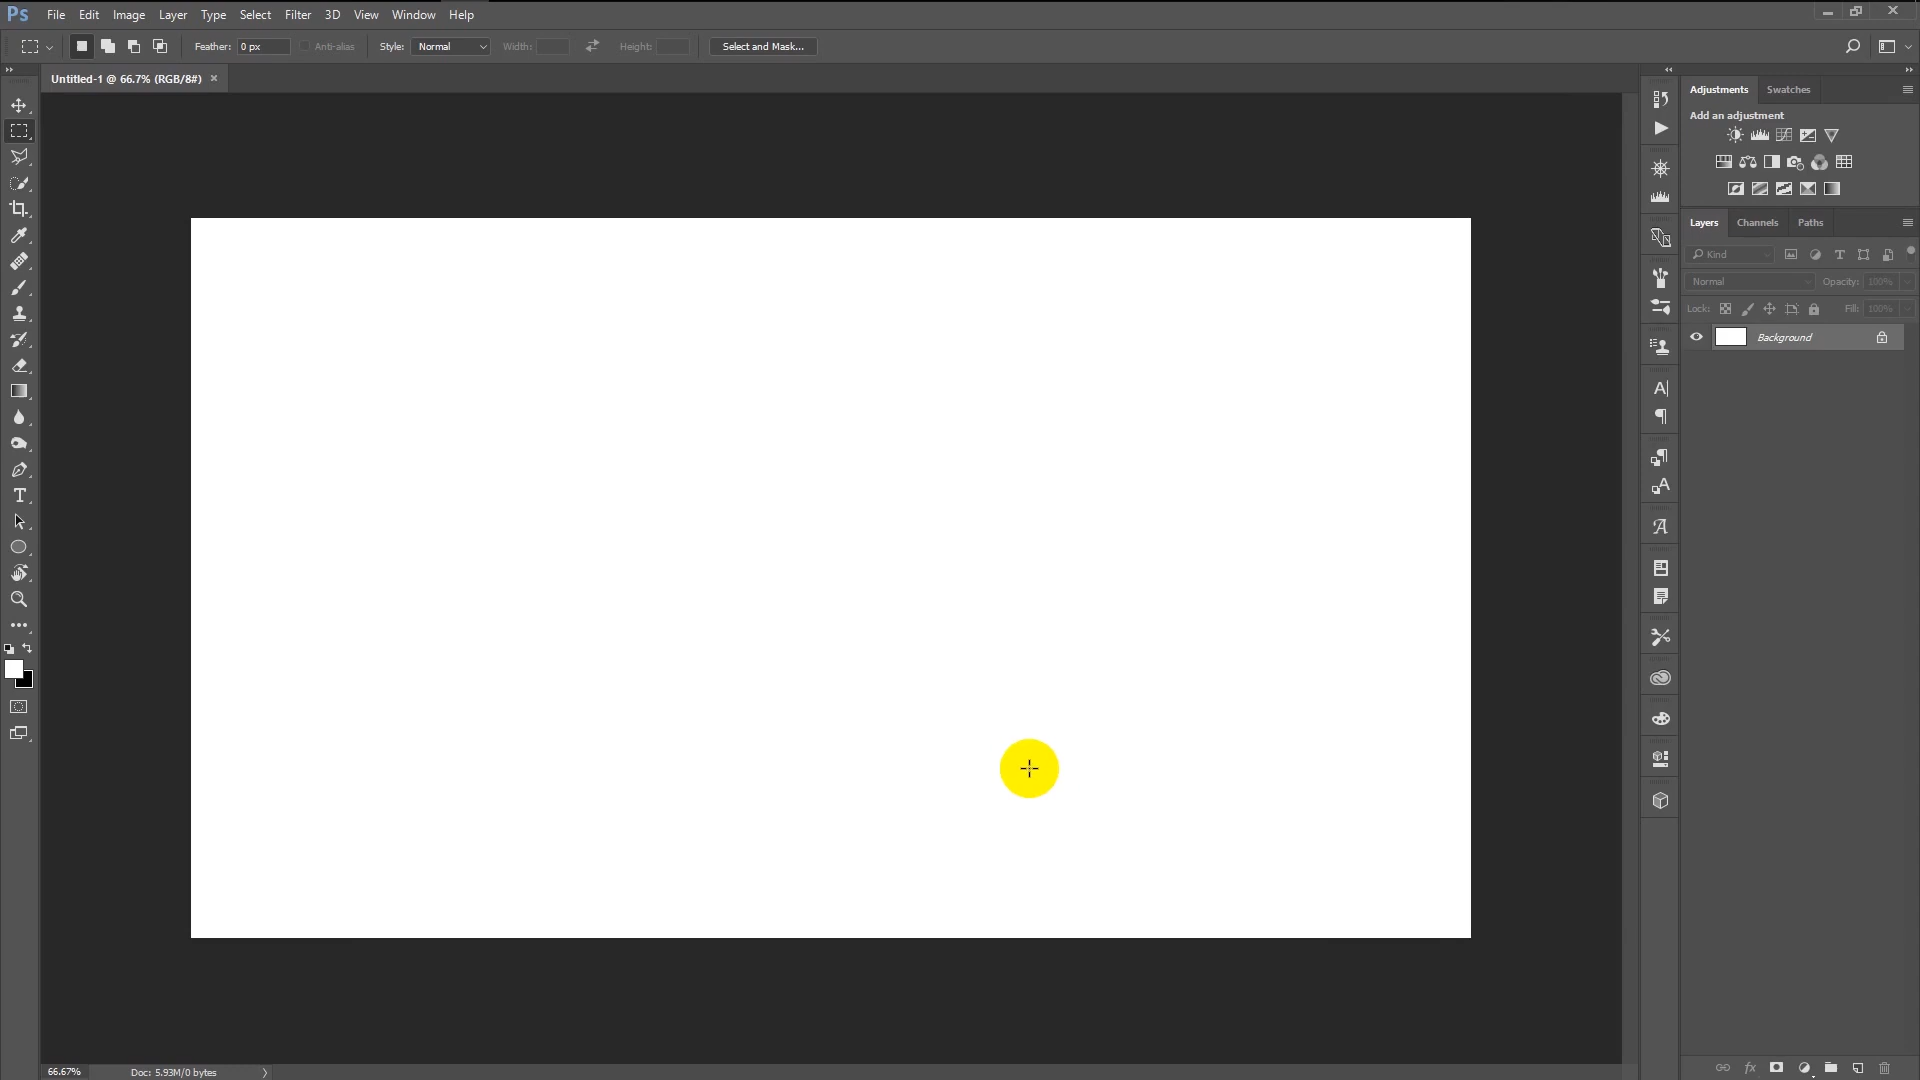 Ps File Edit Image Layer Type Select Filter 3D View Window Help
Feather: 0 px Anti-alias Style: Normal Width: Height: Select and Mask...
Untitled-1 @ 66.7% (RGB/8#) ×
Adjustments Swatches
Add an adjustment
Layers Channels Paths
Kind
Normal Opacity: 100%
Lock: Fill: 100%
Background
66.67% Doc: 5.93M/0 bytes